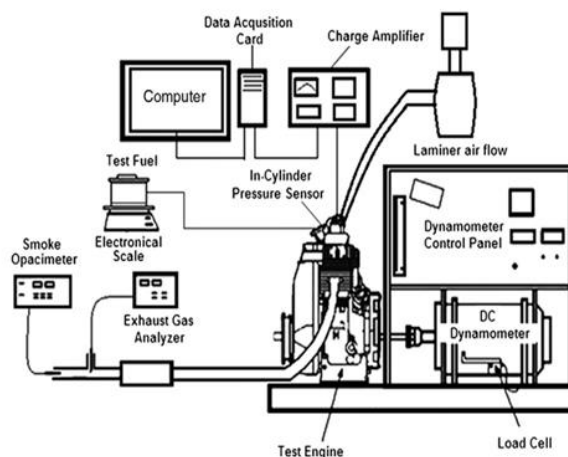 Data Acqusition
Card
Charge Amplifier
Computer
Laminer air flow
Test Fuel
In-Cylinder
Pressure Sensor
Electronical
Scale
Dynamometer
Control Panel
Smoke
Opacimeter
Exhaust Gas
Analyzer
DC
Dynamometer
Test Engine
Load Cell